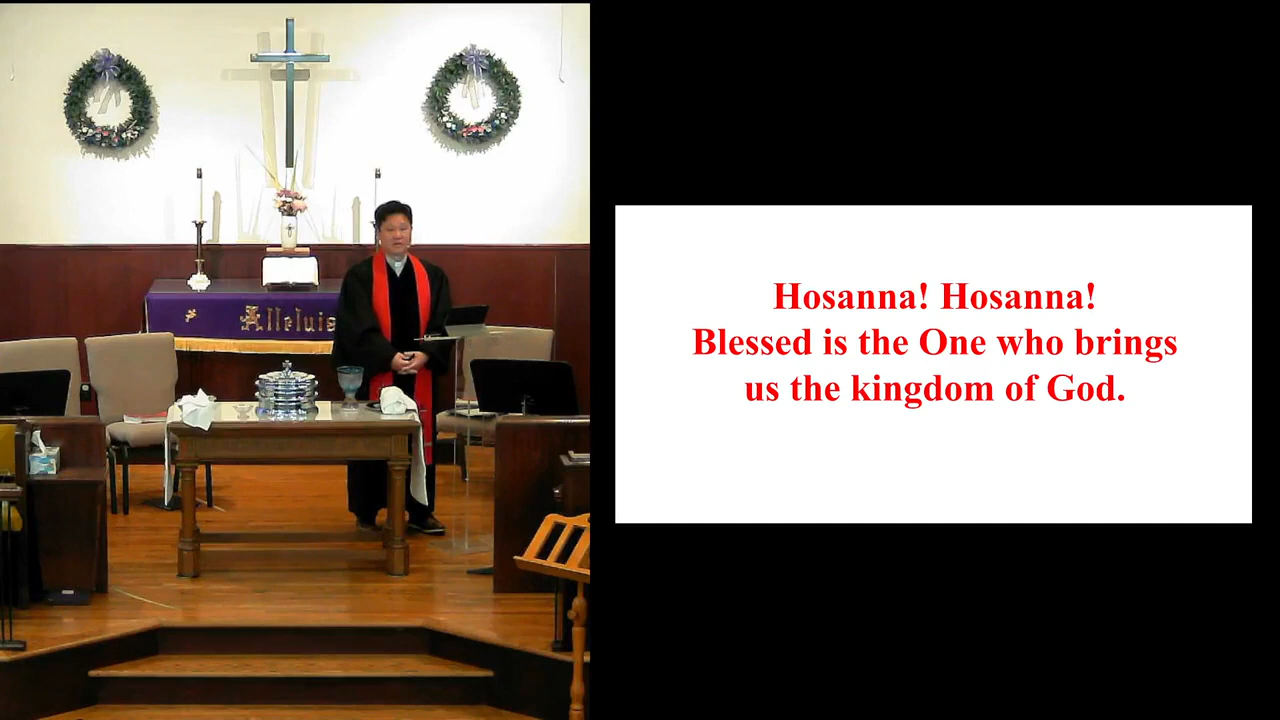 Alleluia
Hosanna! Hosanna!
Blessed is the One who brings
us the kingdom of God.